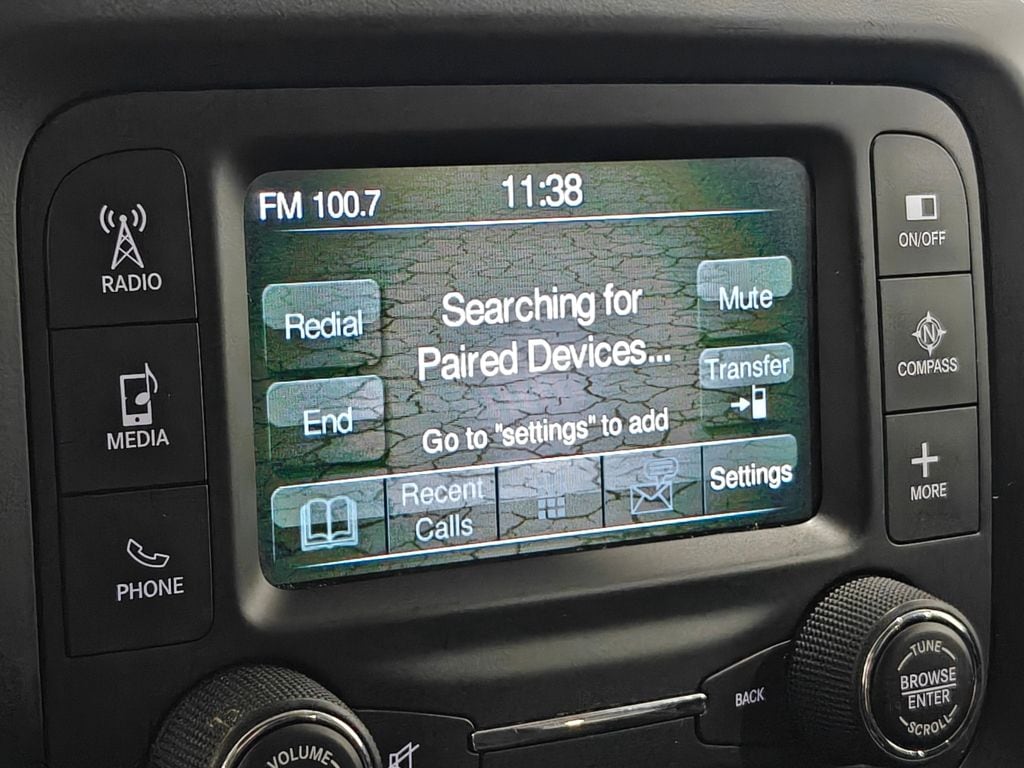 FM 100.7
11:38
RADIO
MEDIA
PHONE
Redial
End
Searching for
Paired Devices...
Go to "settings" to add
Mute
Transfer
Recent
Calls
Settings
ON/OFF
N
COMPASS
MORE
VOLUME
BACK
TUNE
BROWSE
ENTER
SCROLL